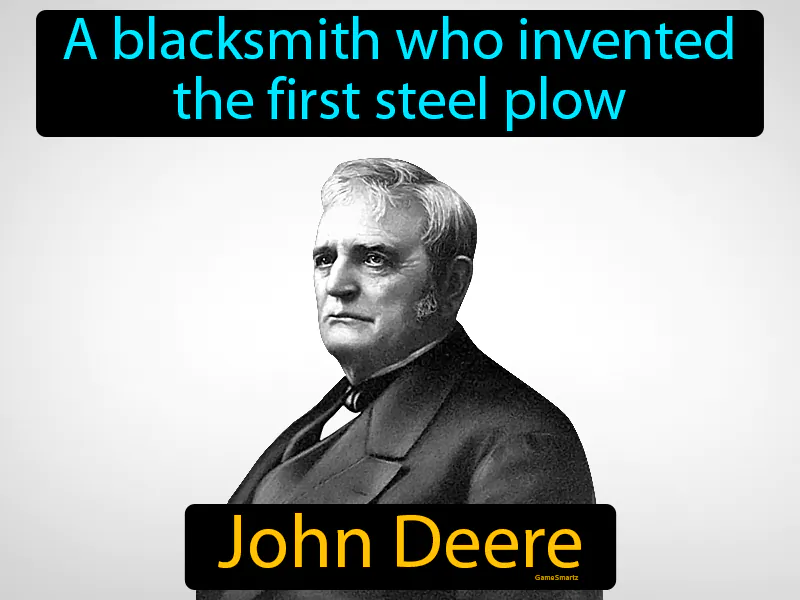 A blacksmith who invented
the first steel plow
John Deere
GameSmartz